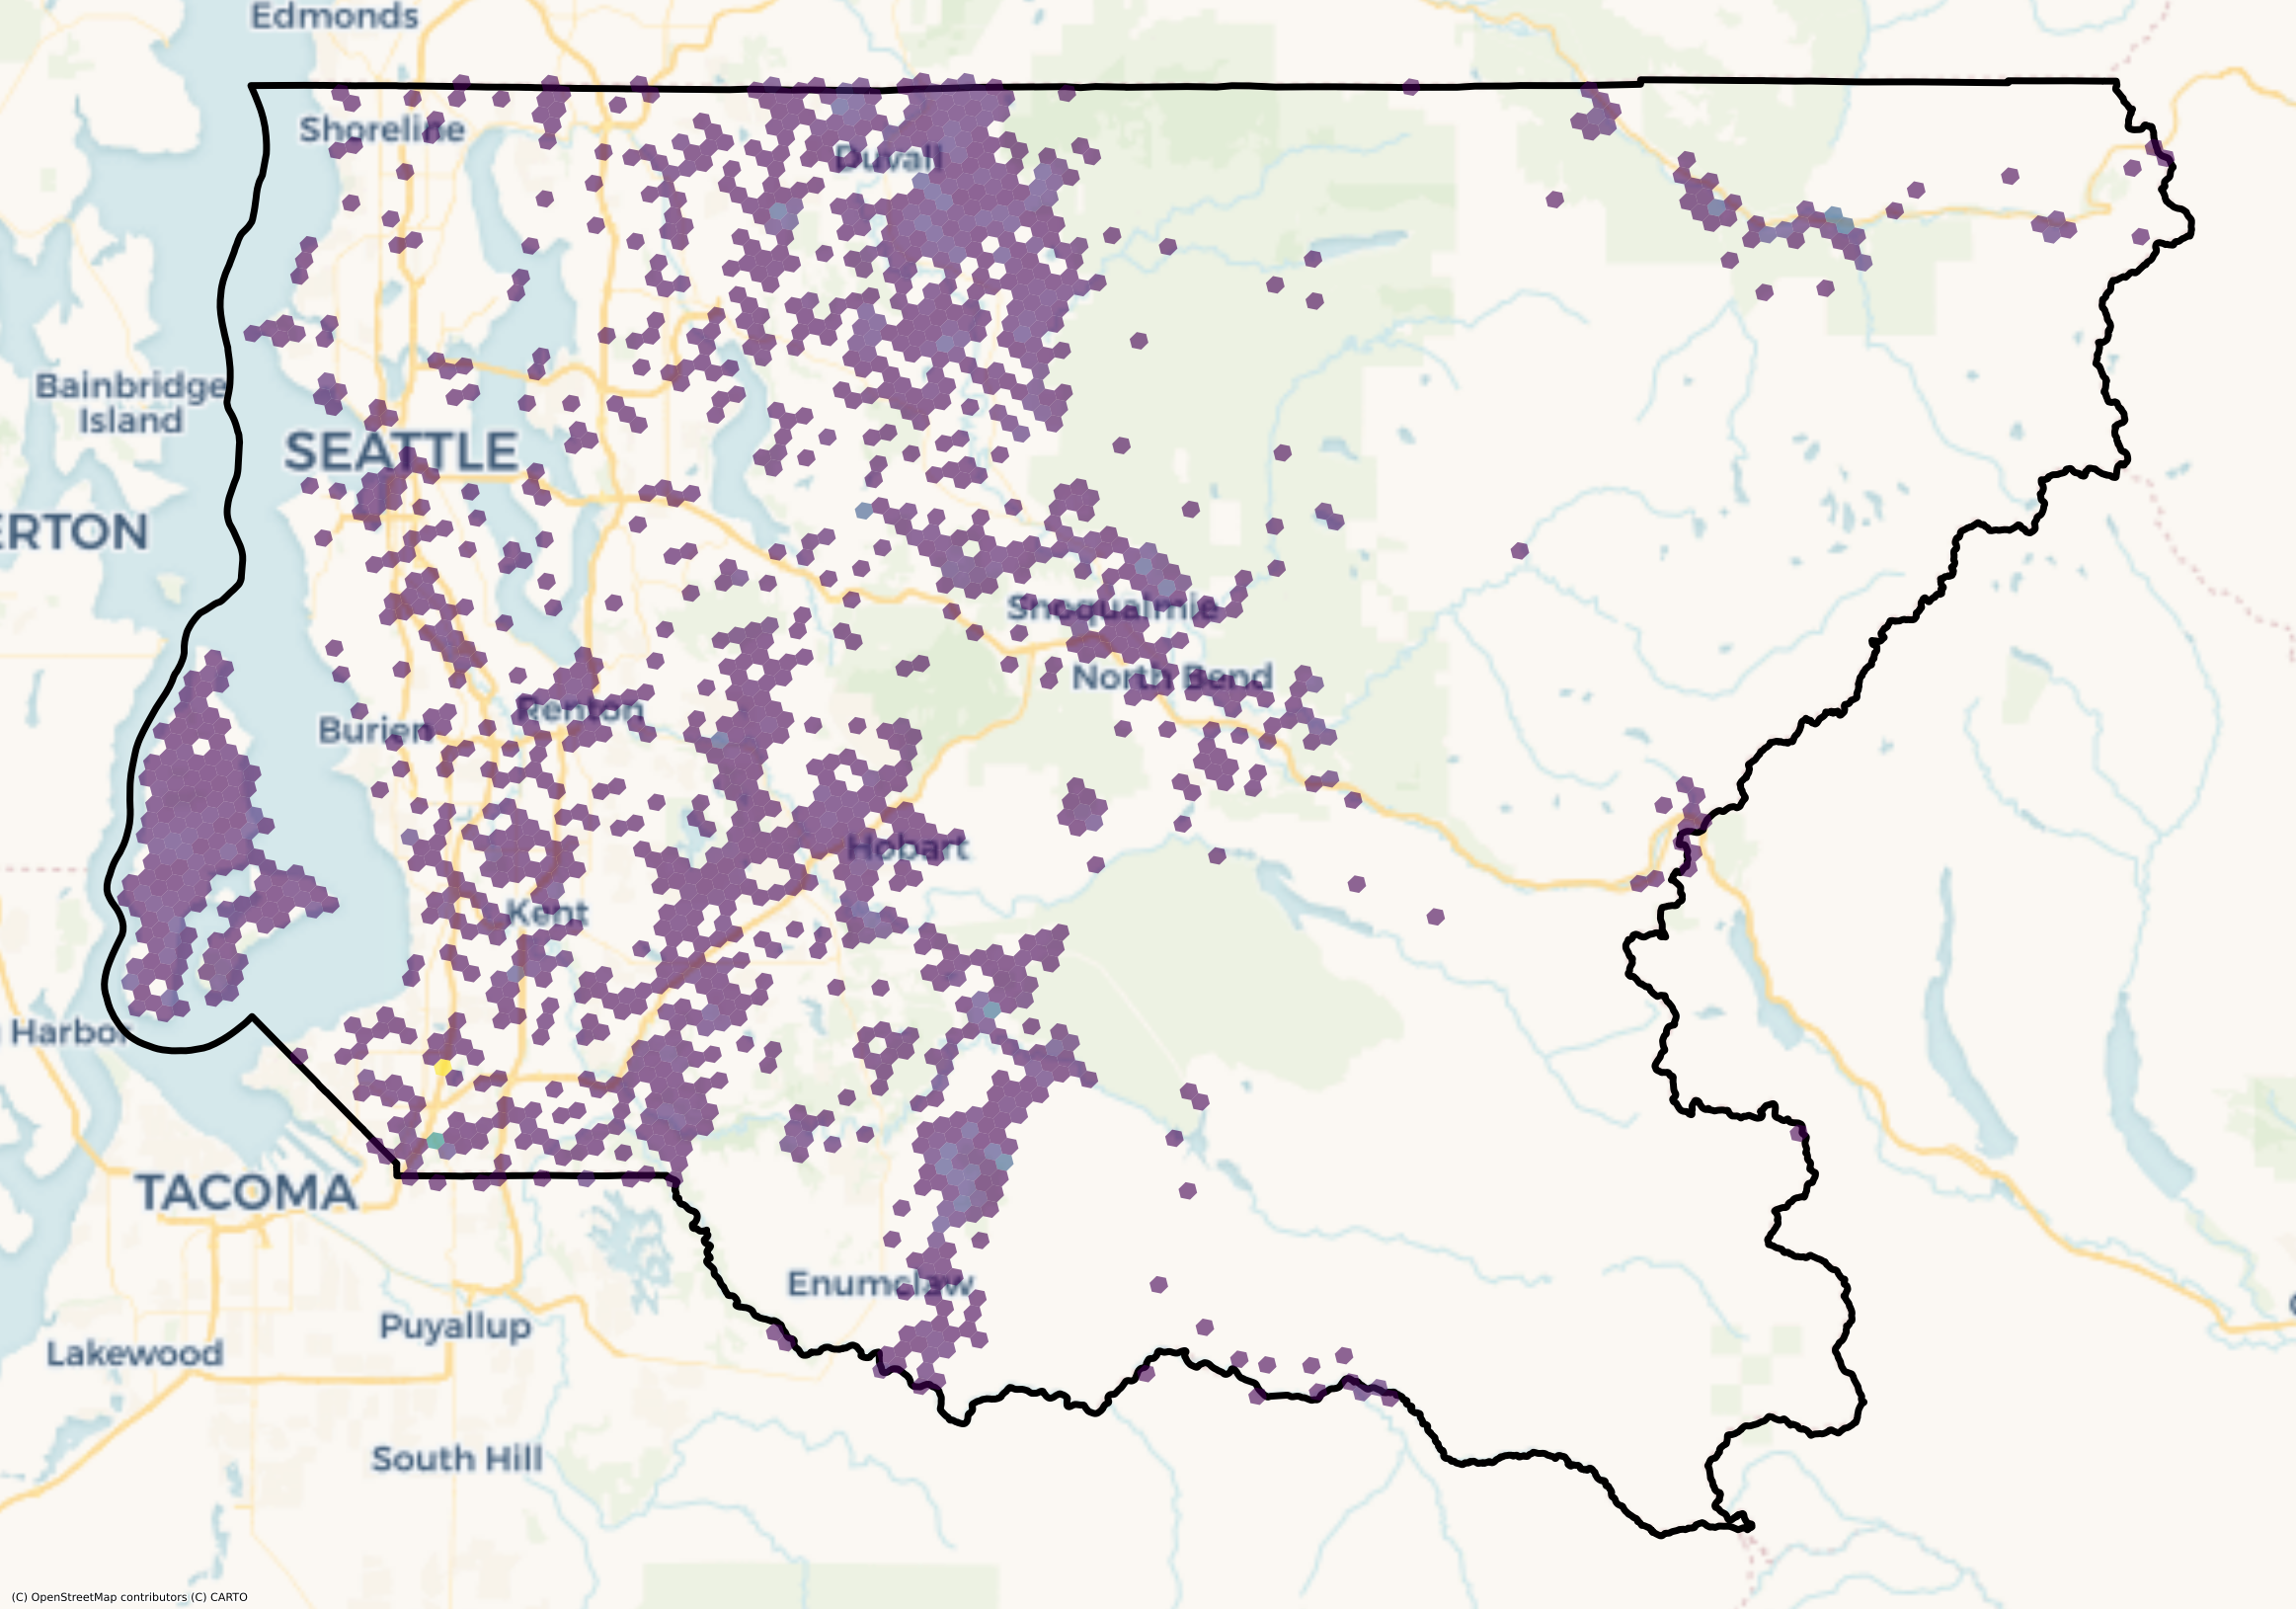 Edmonds
Shoreline
Duvall
Bainbridge
Island
SEATTLE
ERTON
Snoqualmie
North Bend
Renton
Burien
Hobart
Kent
Harbor
TACOMA
Enumclaw
Puyallup
Lakewood
South Hill
(C) OpenStreetMap contributors (C) CARTO